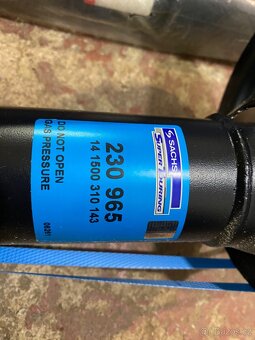 SACHS
SUPER TOURING
230 965
14 1500 310 143
DO NOT OPEN
GAS PRESSURE